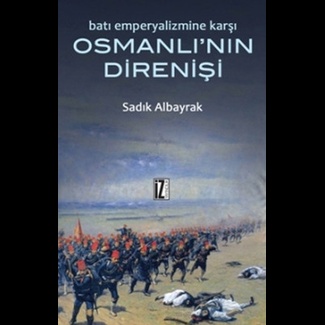 batı emperyalizmine karşı
OSMANLI'NIN
DİRENİŞİ
Sadık Albayrak
İZ